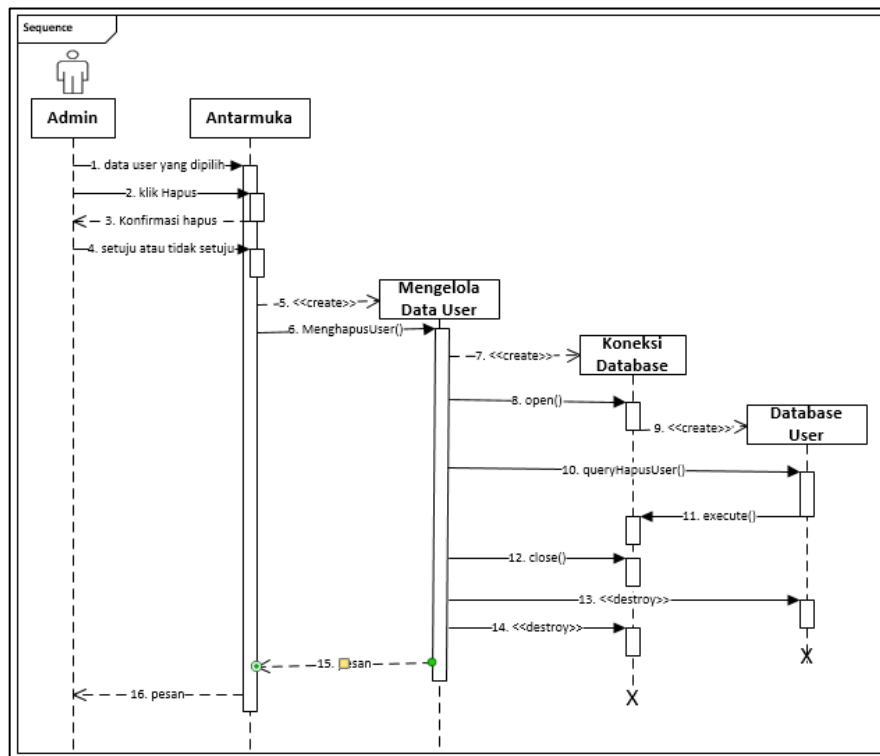 Sequence
Admin
Antarmuka
1. data user yang dipilih
2. klik Hapus
3. Konfirmasi hapus
4. setuju atau tidak setuju
Mengelola
Data User
5. <<create>>
6. MenghapusUser()
Koneksi
Database
7. <<create>>
8. open()
Database
User
9. <<create>>
10. queryHapusUser()
11. execute()
12. close()
13. <<destroy>>
14. <<destroy>>
X
15. pesan
16. pesan
X